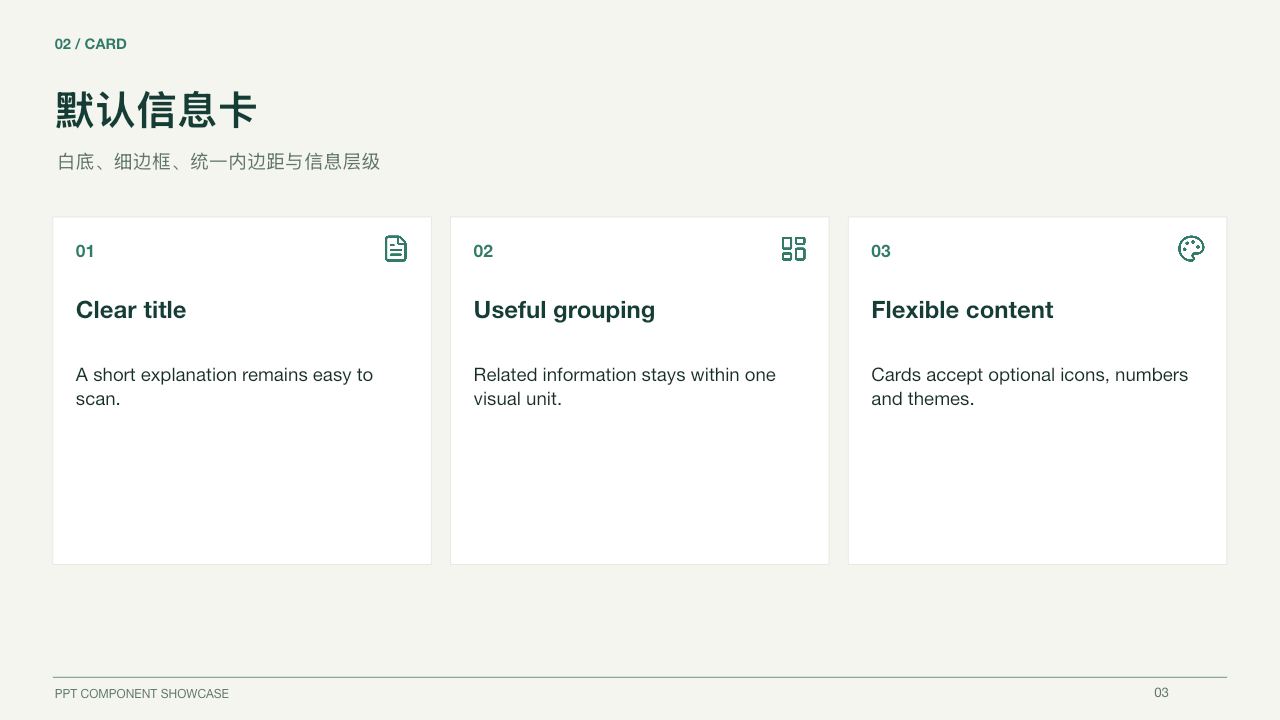 02 / CARD
默认信息卡
白底、细边框、统一内边距与信息层级
01
Clear title
A short explanation remains easy to
scan.
02
Useful grouping
Related information stays within one
visual unit.
03
Flexible content
Cards accept optional icons, numbers
and themes.
PPT COMPONENT SHOWCASE
03